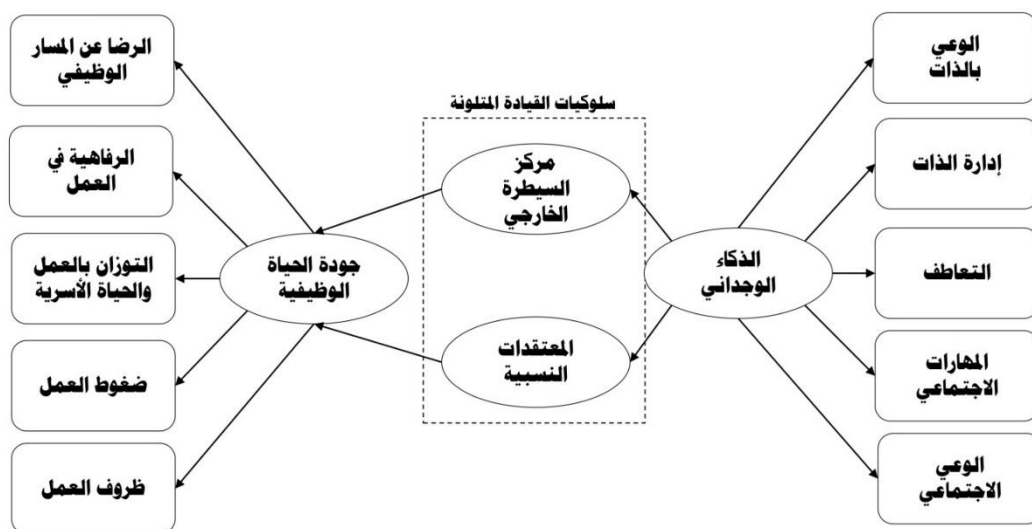 الوعي
بالذات
إدارة الذات
التعاطف
المهارات
الاجتماعي
الوعي
الاجتماعي
الذكاء
الوجداني
سلوكيات القيادة المتلونة
مركز
السيطرة
الخارجي
المعتقدات
النسبية
جودة الحياة
الوظيفية
الرضا عن المسار
الوظيفي
الرفاهية في
العمل
التوزان بالعمل
والحياة الأسرية
ضغوط العمل
ظروف العمل